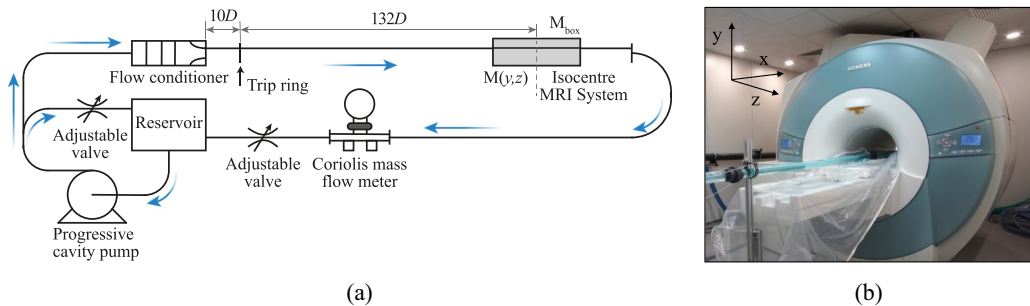 10D
132D
M_box
Flow conditioner
Trip ring
M(y,z)
Isocentre
MRI System
Adjustable
valve
Reservoir
Adjustable
valve
Coriolis mass
flow meter
Progressive
cavity pump
(a)
y
x
z
SIEMENS
(b)